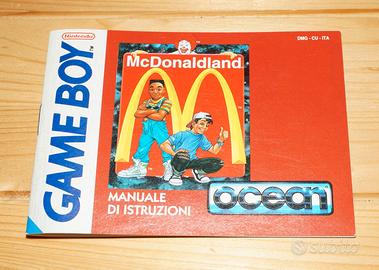 Nintendo
GAME BOY
TM
DMG - CU - ITA
McDonaldland
MANUALE
DI ISTRUZIONI
ocean
subito